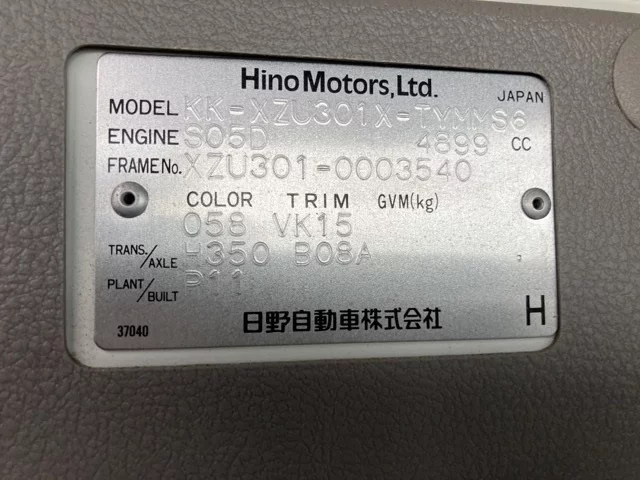 Hino Motors, Ltd.
JAPAN
MODEL KK-XZU301X-TYMMS6
ENGINE S05D 4899 CC
FRAME No. XZU301-0003540
COLOR TRIM GVM(kg)
058 VK15
TRANS./AXLE H350 B08A
PLANT/BUILT P11
37040 日野自動車株式会社 H